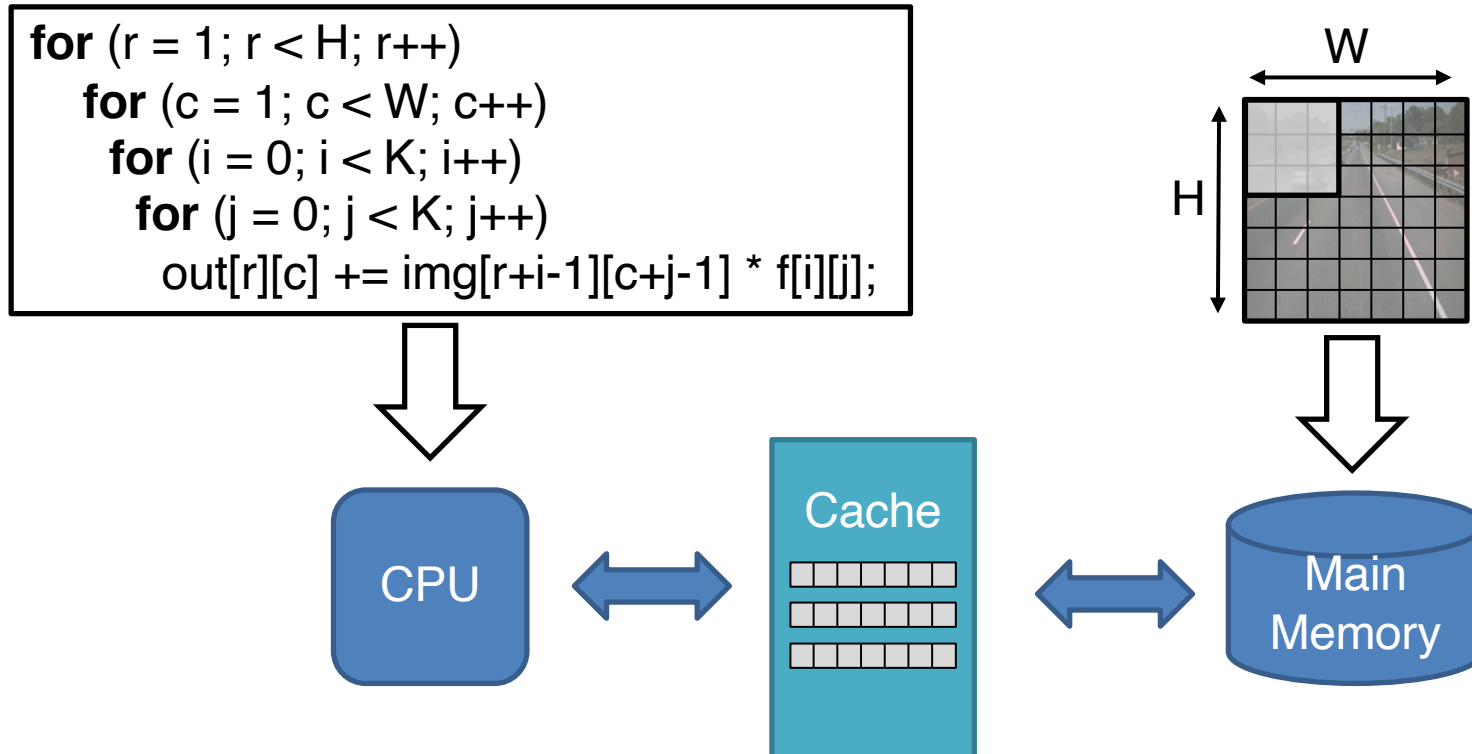 for (r = 1; r < H; r++)
for (c = 1; c < W; c++)
for (i = 0; i < K; i++)
for (j = 0; j < K; j++)
out[r][c] += img[r+i-1][c+j-1] * f[i][j];
W
H
CPU
Cache
Main
Memory